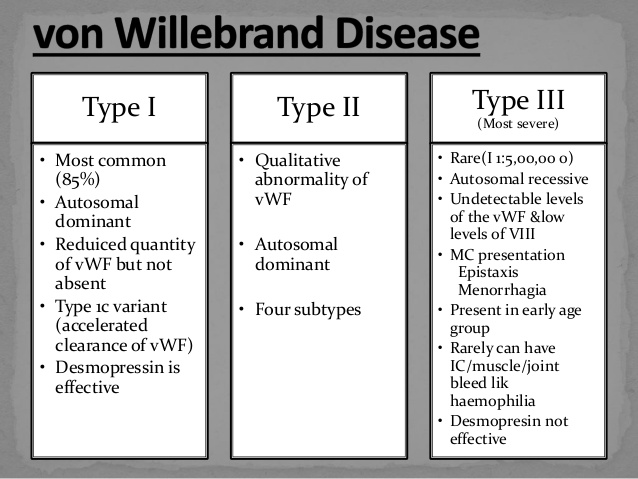 von Willebrand Disease
Type I
• Most common
(85%)
• Autosomal
dominant
• Reduiced quantity
of vWF but not
absent
• Type 1c variant
(accelerated
clearance of vWF)
• Desmopressin is
effective
Type II
• Qualitative
abnormality of
vWF
• Autosomal
dominant
• Four subtypes
Type III
(Most severe)
• Rare(I 1:5,00,00 0)
• Autosomal recessive
• Undetectable levels
of the vWF &low
levels of VIII
• MC presentation
Epistaxis
Menorrhagia
• Present in early age
group
• Rarely can have
IC/muscle/joint
bleed lik
haemophilia
• Desmopresin not
effective